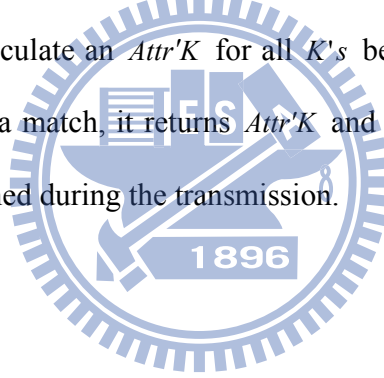 culate an Attr'K for all K's be
a match, it returns Attr'K and
ed during the transmission.
E S
1896